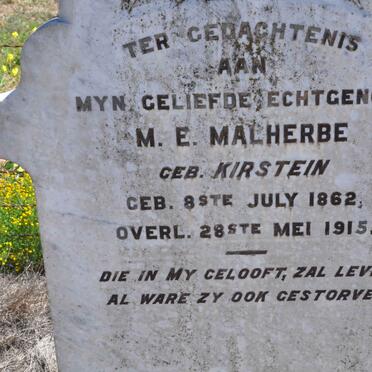 TER GEDACHTENIS
AAN
MYN GELIEFDE ECHTGENO
M. E. MALHERBE
GEB. KIRSTEIN
GEB. 8STE JULY 1862,
OVERL. 28STE MEI 1915.
DIE IN MY GELOOFT, ZAL LEVE
AL WARE ZY OOK GESTORVE